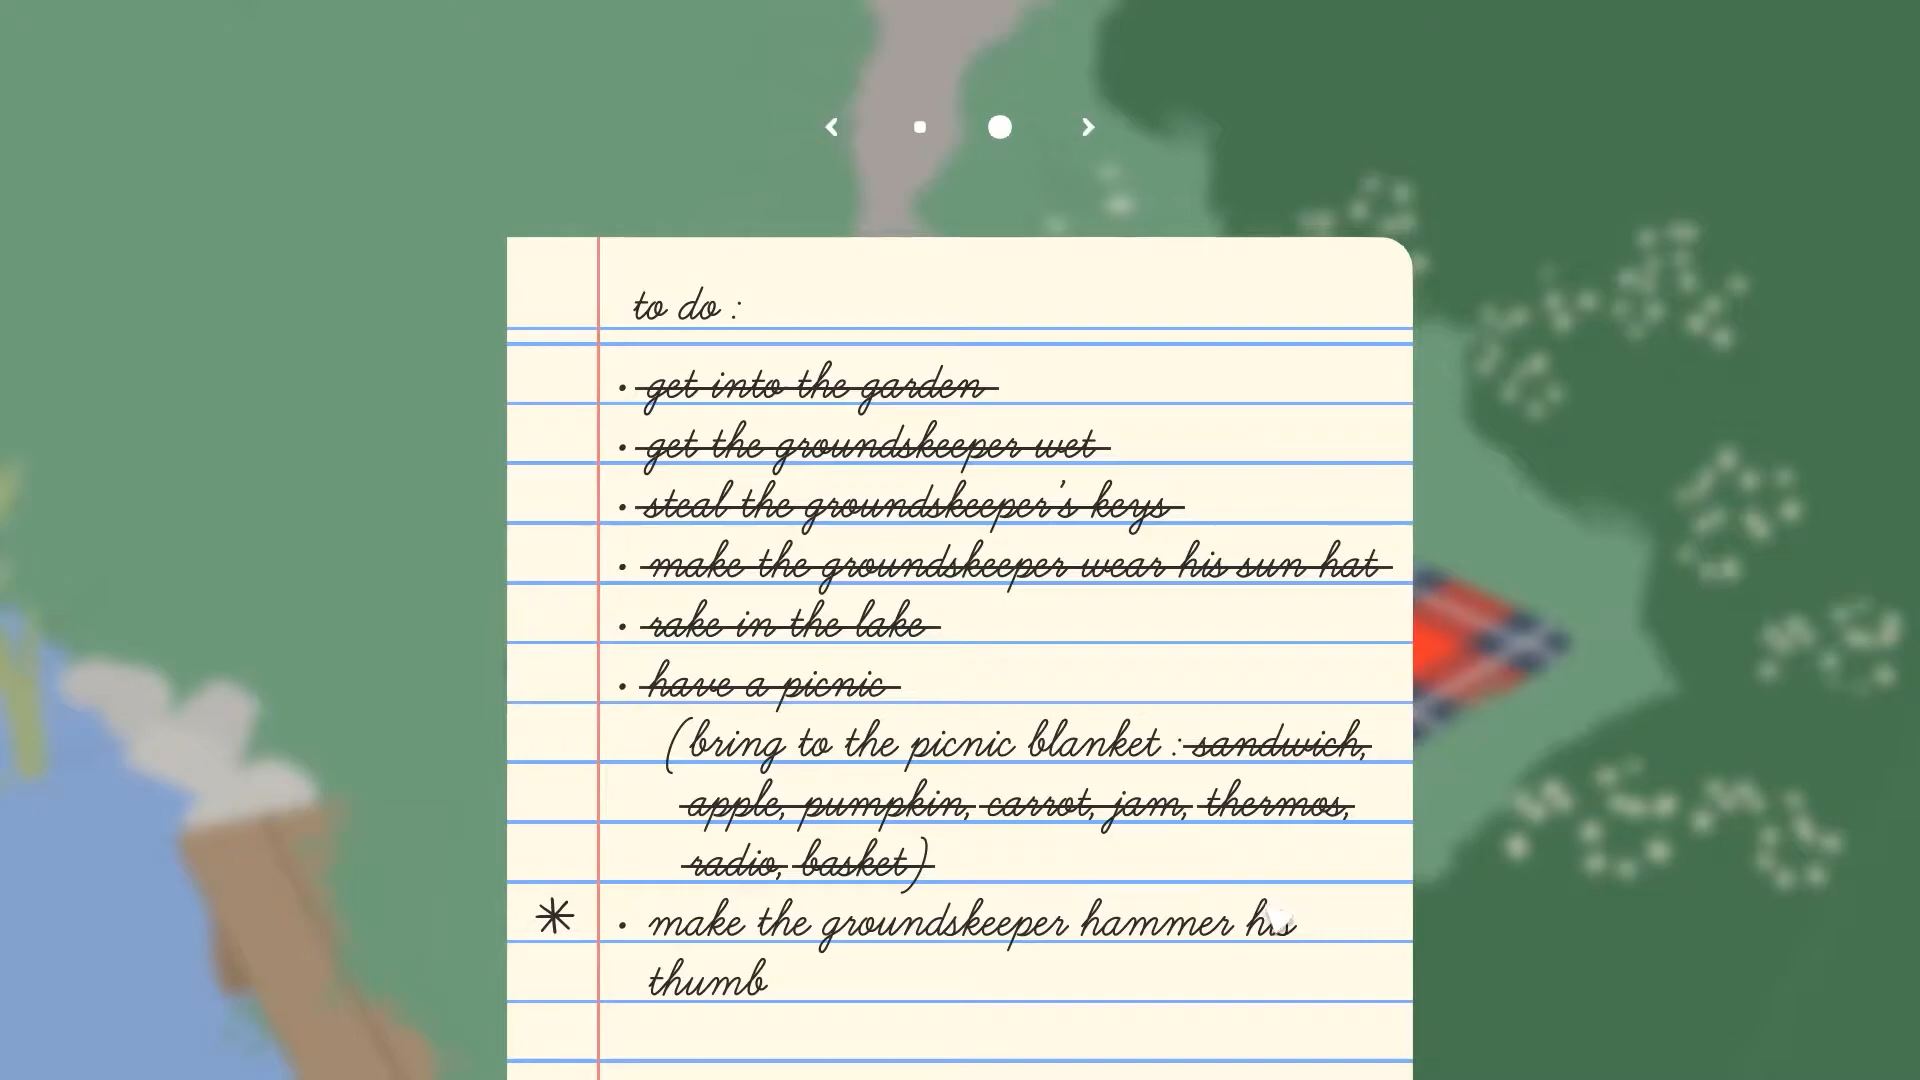 to do :
• get into the garden
• get the groundskeeper wet
• steal the groundskeeper's keys
• make the groundskeeper wear his sun hat
• rake in the lake
• have a picnic
(bring to the picnic blanket : sandwich,
apple, pumpkin, carrot, jam, thermos,
radio, basket)
* • make the groundskeeper hammer his
thumb